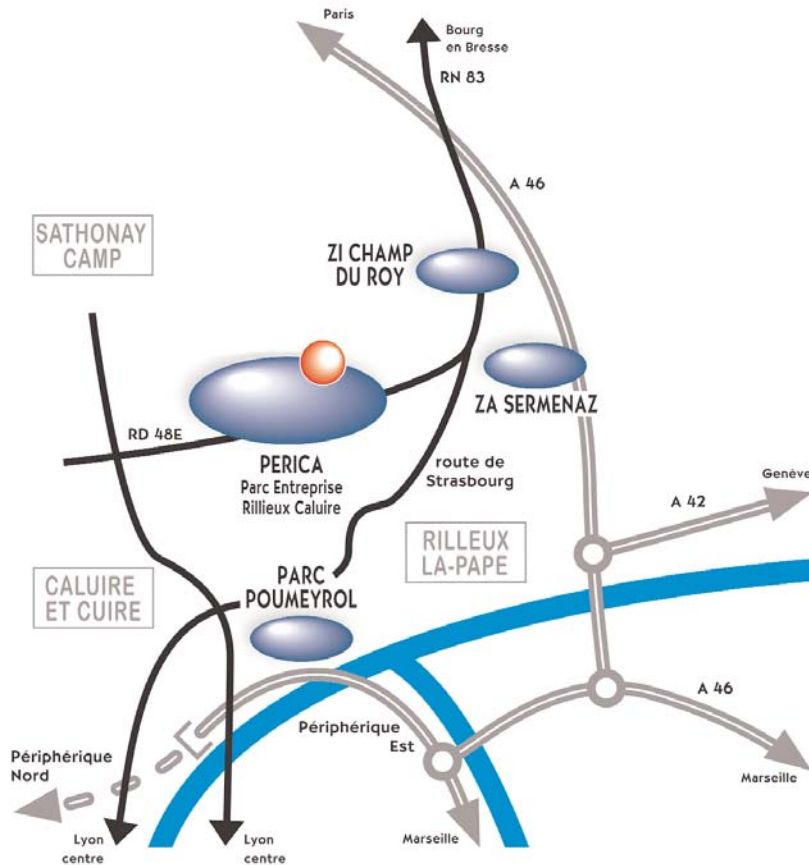 Paris
Bourg
en Bresse
RN 83
A 46
SATHONAY
CAMP
ZI CHAMP
DU ROY
ZA SERMENAZ
RD 48E
PERICA
Parc Entreprise
Rillieux Caluire
route de
Strasbourg
Genève
A 42
RILLEUX
LA-PAPE
PARC
POUMEYROL
CALUIRE
ET CUIRE
A 46
Périphérique
Est
Périphérique
Nord
Marseille
Lyon
centre
Lyon
centre
Marseille